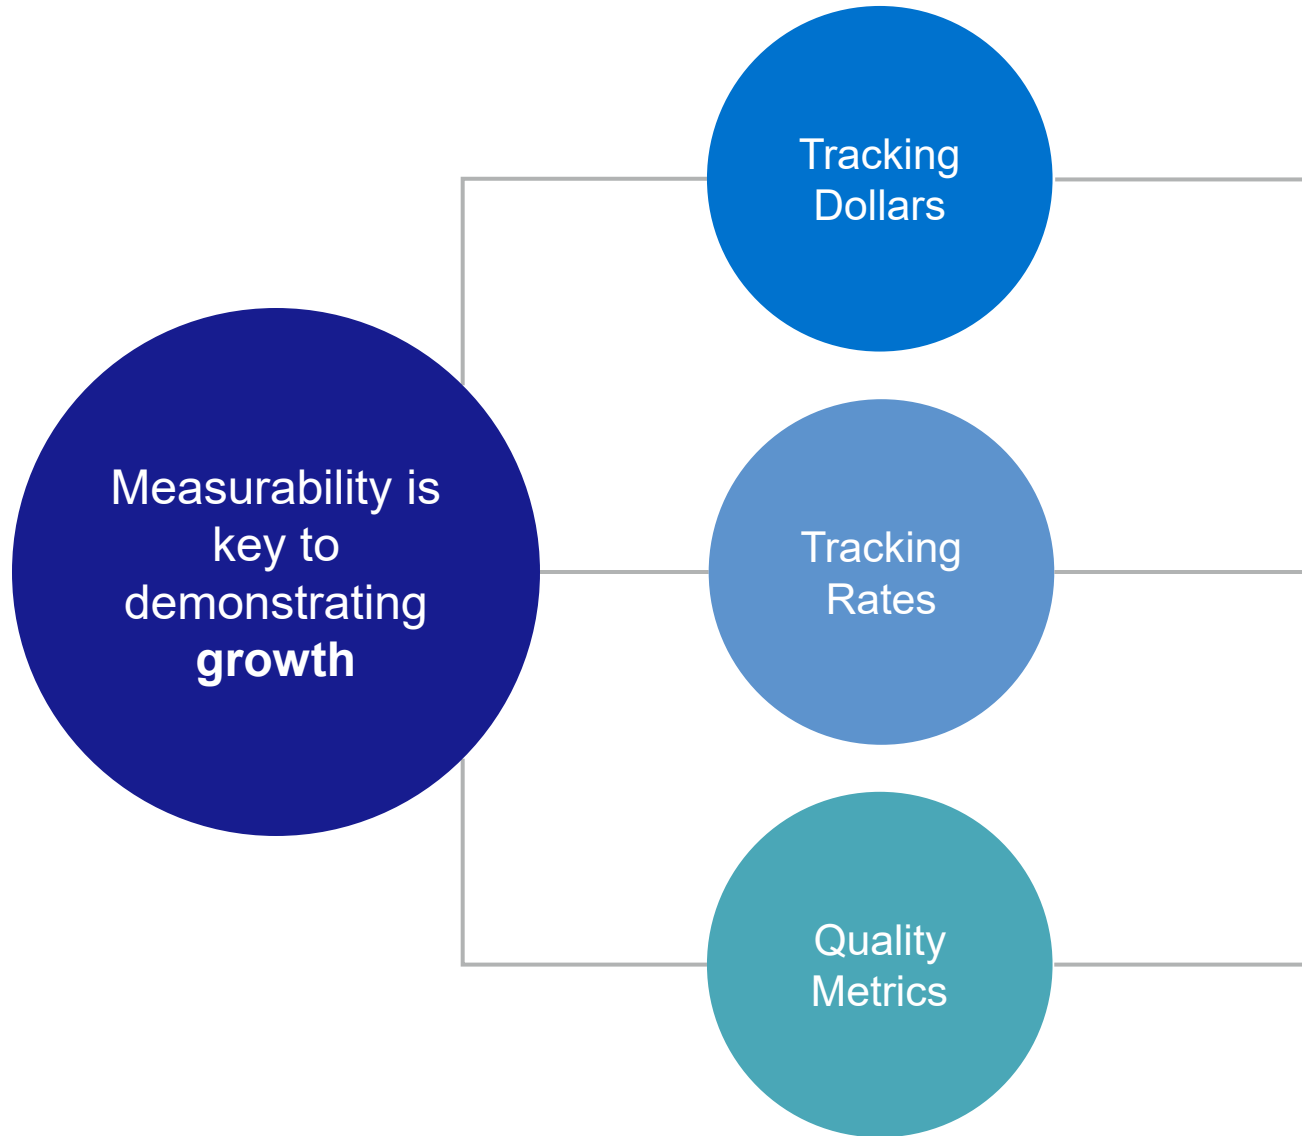 Measurability is
key to
demonstrating
growth
Tracking
Dollars
Tracking
Rates
Quality
Metrics